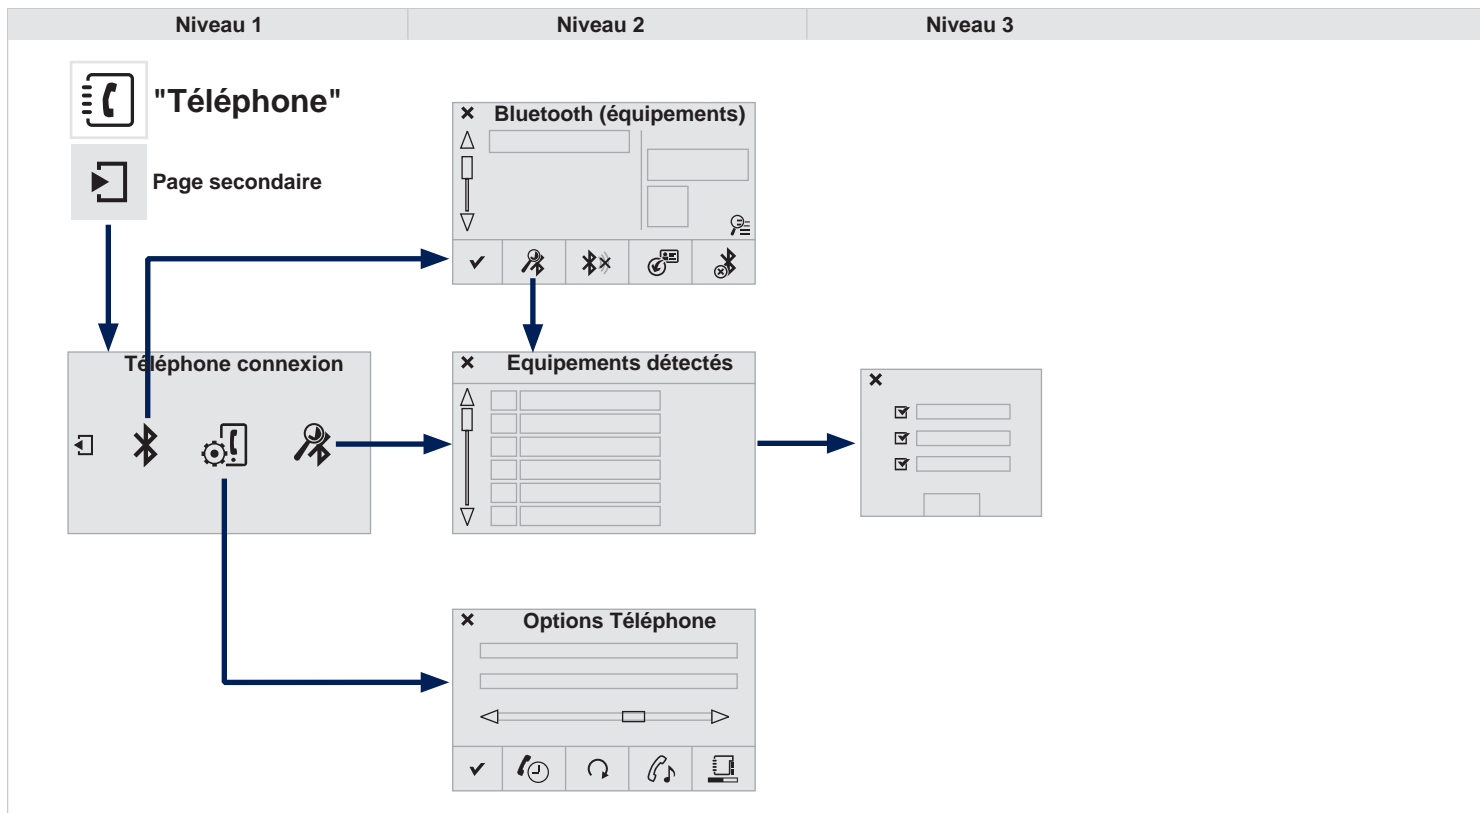 Niveau 1
Niveau 2
Niveau 3
"Téléphone"
Page secondaire
Bluetooth (équipements)
Téléphone connexion
Equipements détectés
Options Téléphone